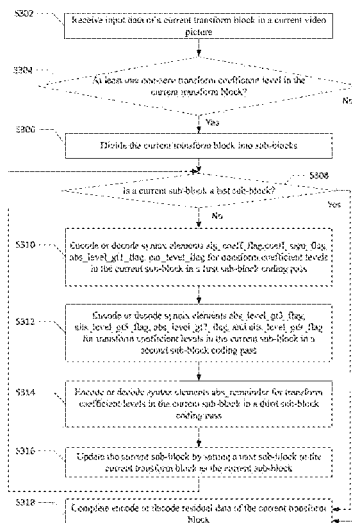 S302
Receive input data of a current transform block in a current video
picture
S304
At least one non-zero transform coefficient level in the
current transform block?
No
Yes
S306
Divide the current transform block into sub-blocks
S308
Is a current sub-block a last sub-block?
Yes
No
S310
Encode or decode syntax elements sig_coeff_flag, coeff_sign_flag,
abs_level_gt1_flag, par_level_flag for transform coefficient levels
in the current sub-block in a first sub-block coding pass
S312
Encode or decode syntax elements abs_level_gt3_flag,
abs_level_gt5_flag, abs_level_gt7_flag, and abs_level_gt9_flag
for transform coefficient levels in the current sub-block in a
second sub-block coding pass
S314
Encode or decode syntax elements abs_remainder for transform
coefficient levels in the current sub-block in a third sub-block
coding pass
S316
Update the current sub-block by setting a next sub-block in the
current transform block as the current sub-block
S318
Complete encode or decode residual data of the current transform
block